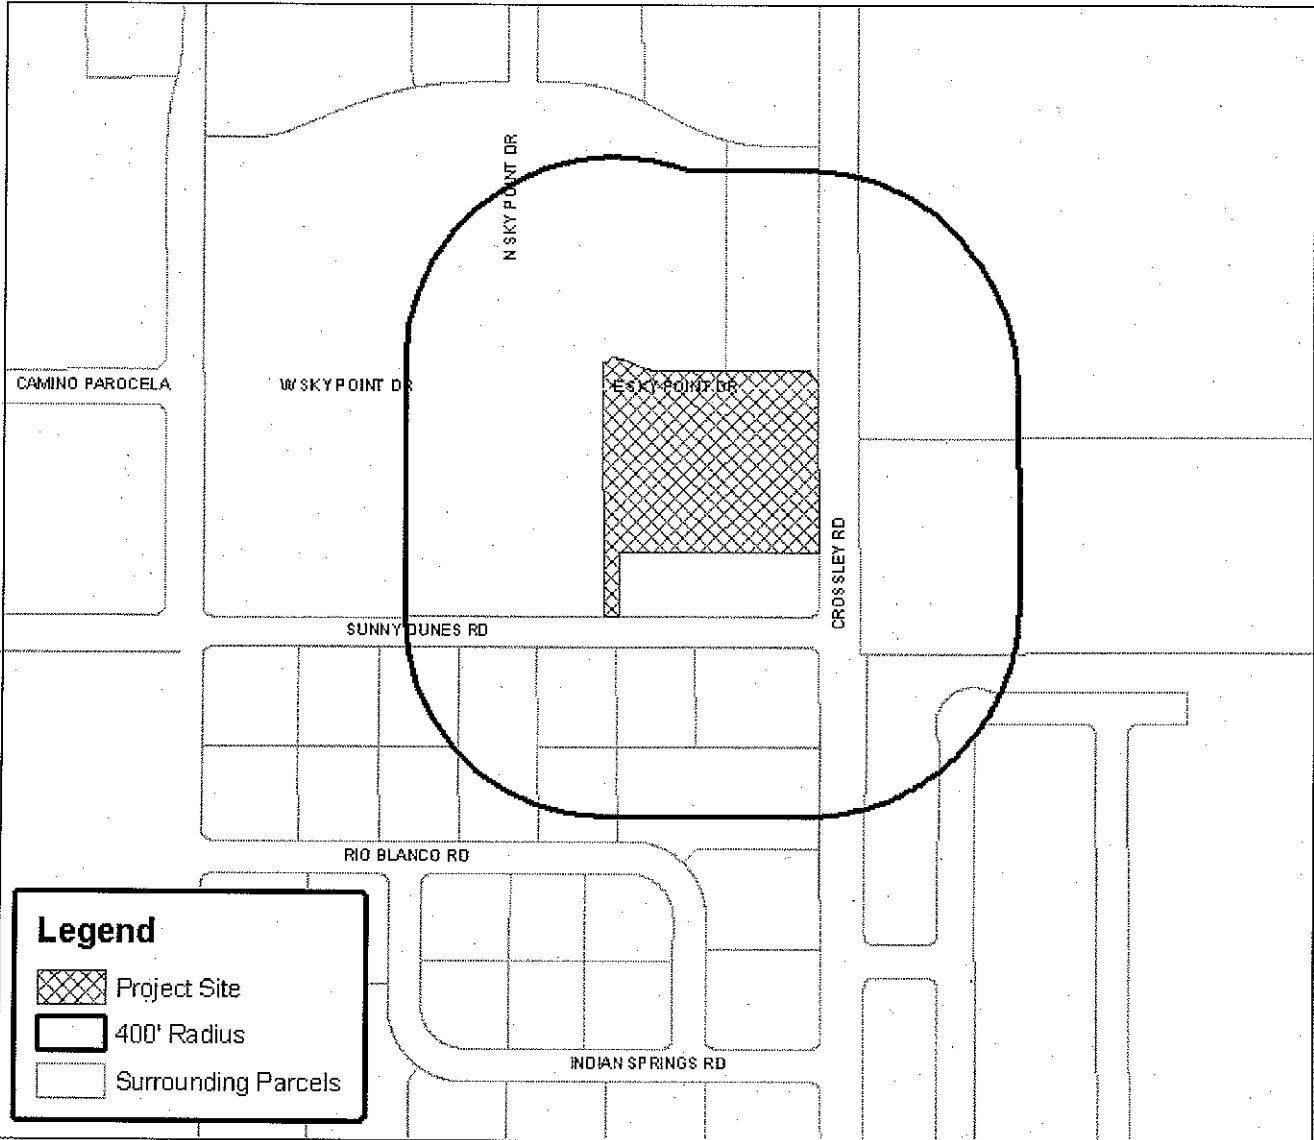 N SKY POINT DR
CAMINO PAROCELA
W SKY POINT DR
E SKY POINT DR
CROSSLEY RD
SUNNY DUNES RD
RIO BLANCO RD
INDIAN SPRINGS RD
Legend
Project Site
400' Radius
Surrounding Parcels